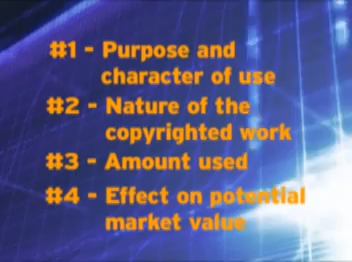 #1 - Purpose and
character of use
#2 - Nature of the
copyrighted work
#3 - Amount used
#4 - Effect on potential
market value